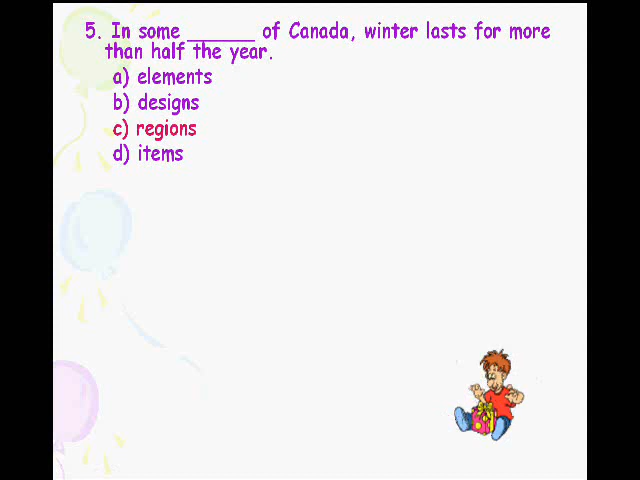 5. In some ______ of Canada, winter lasts for more
than half the year.
a) elements
b) designs
c) regions
d) items